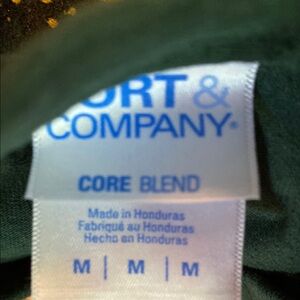 ORT &
COMPANY®
CORE BLEND
Made in Honduras
Fabriqué au Honduras
Hecho en Honduras
M | M | M